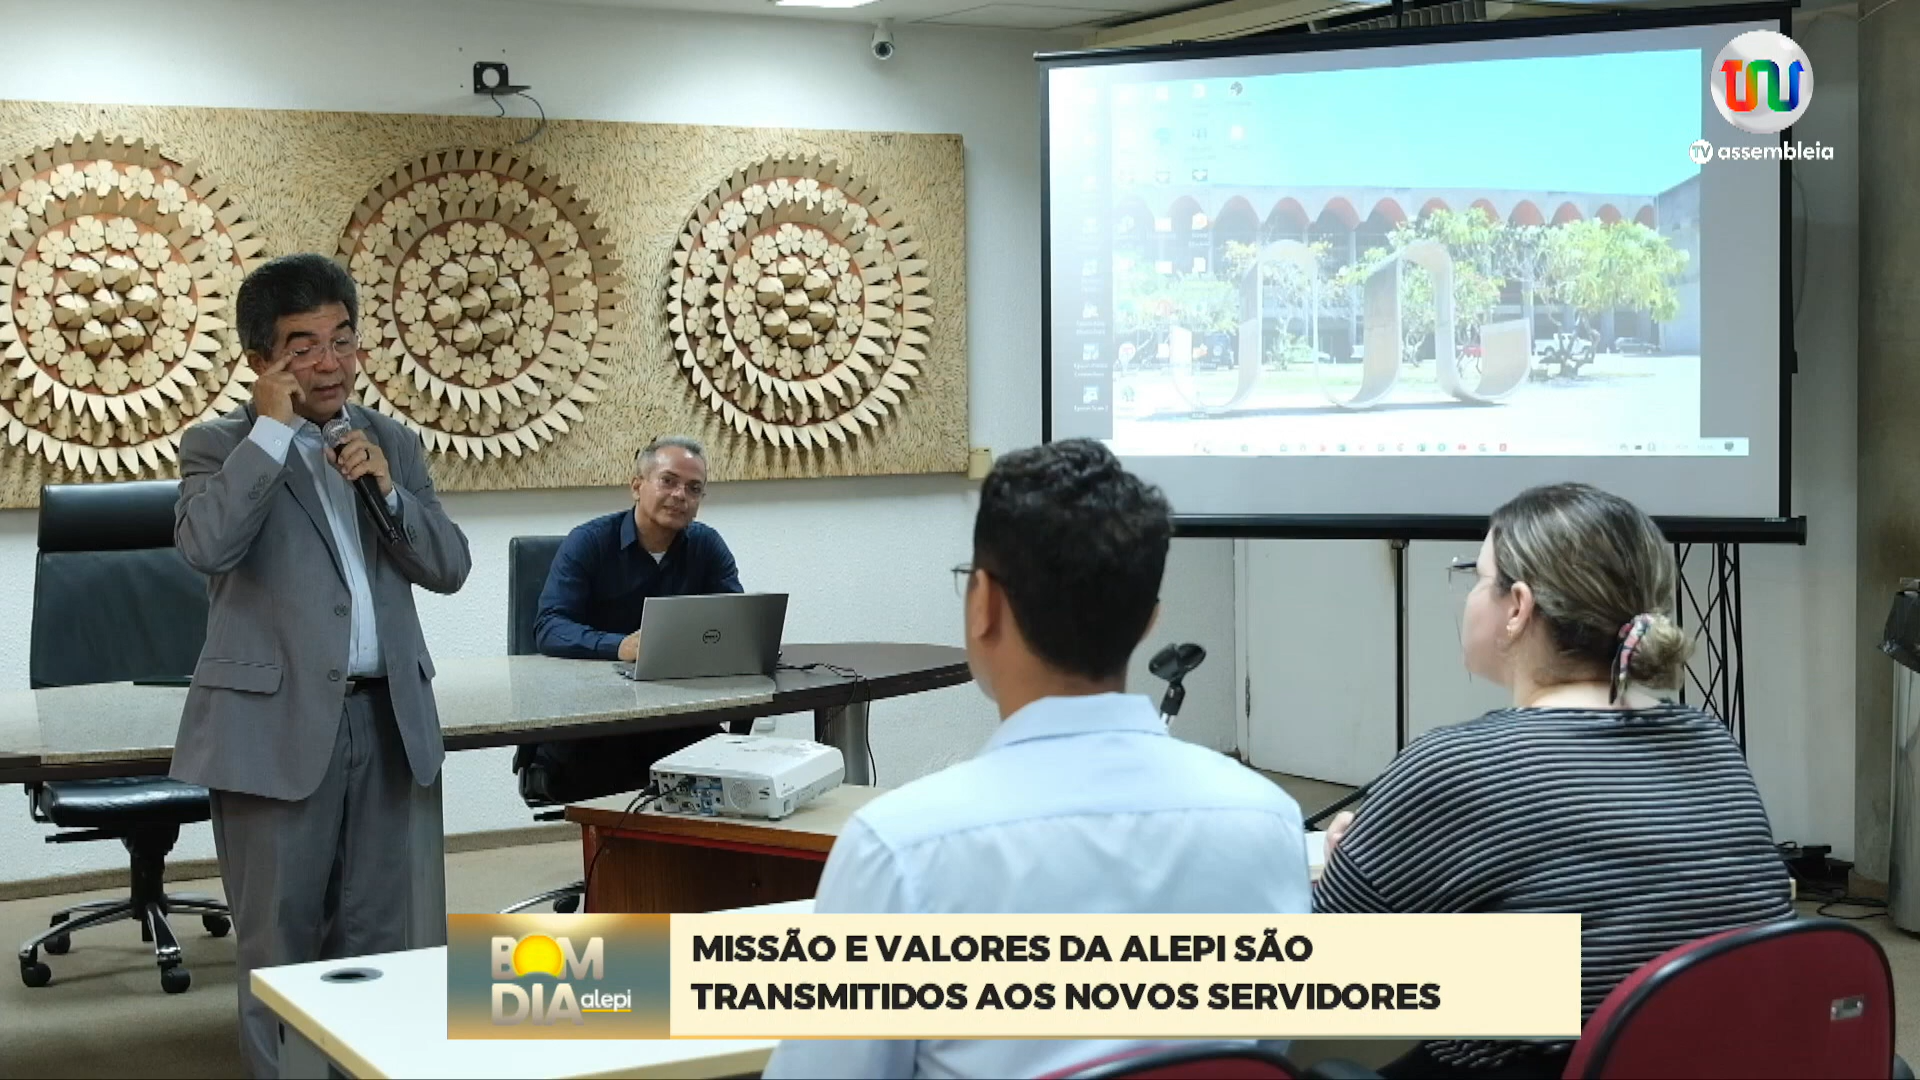 TV assembleia
DELL
BOM
DIA alepi
MISSÃO E VALORES DA ALEPI SÃO
TRANSMITIDOS AOS NOVOS SERVIDORES